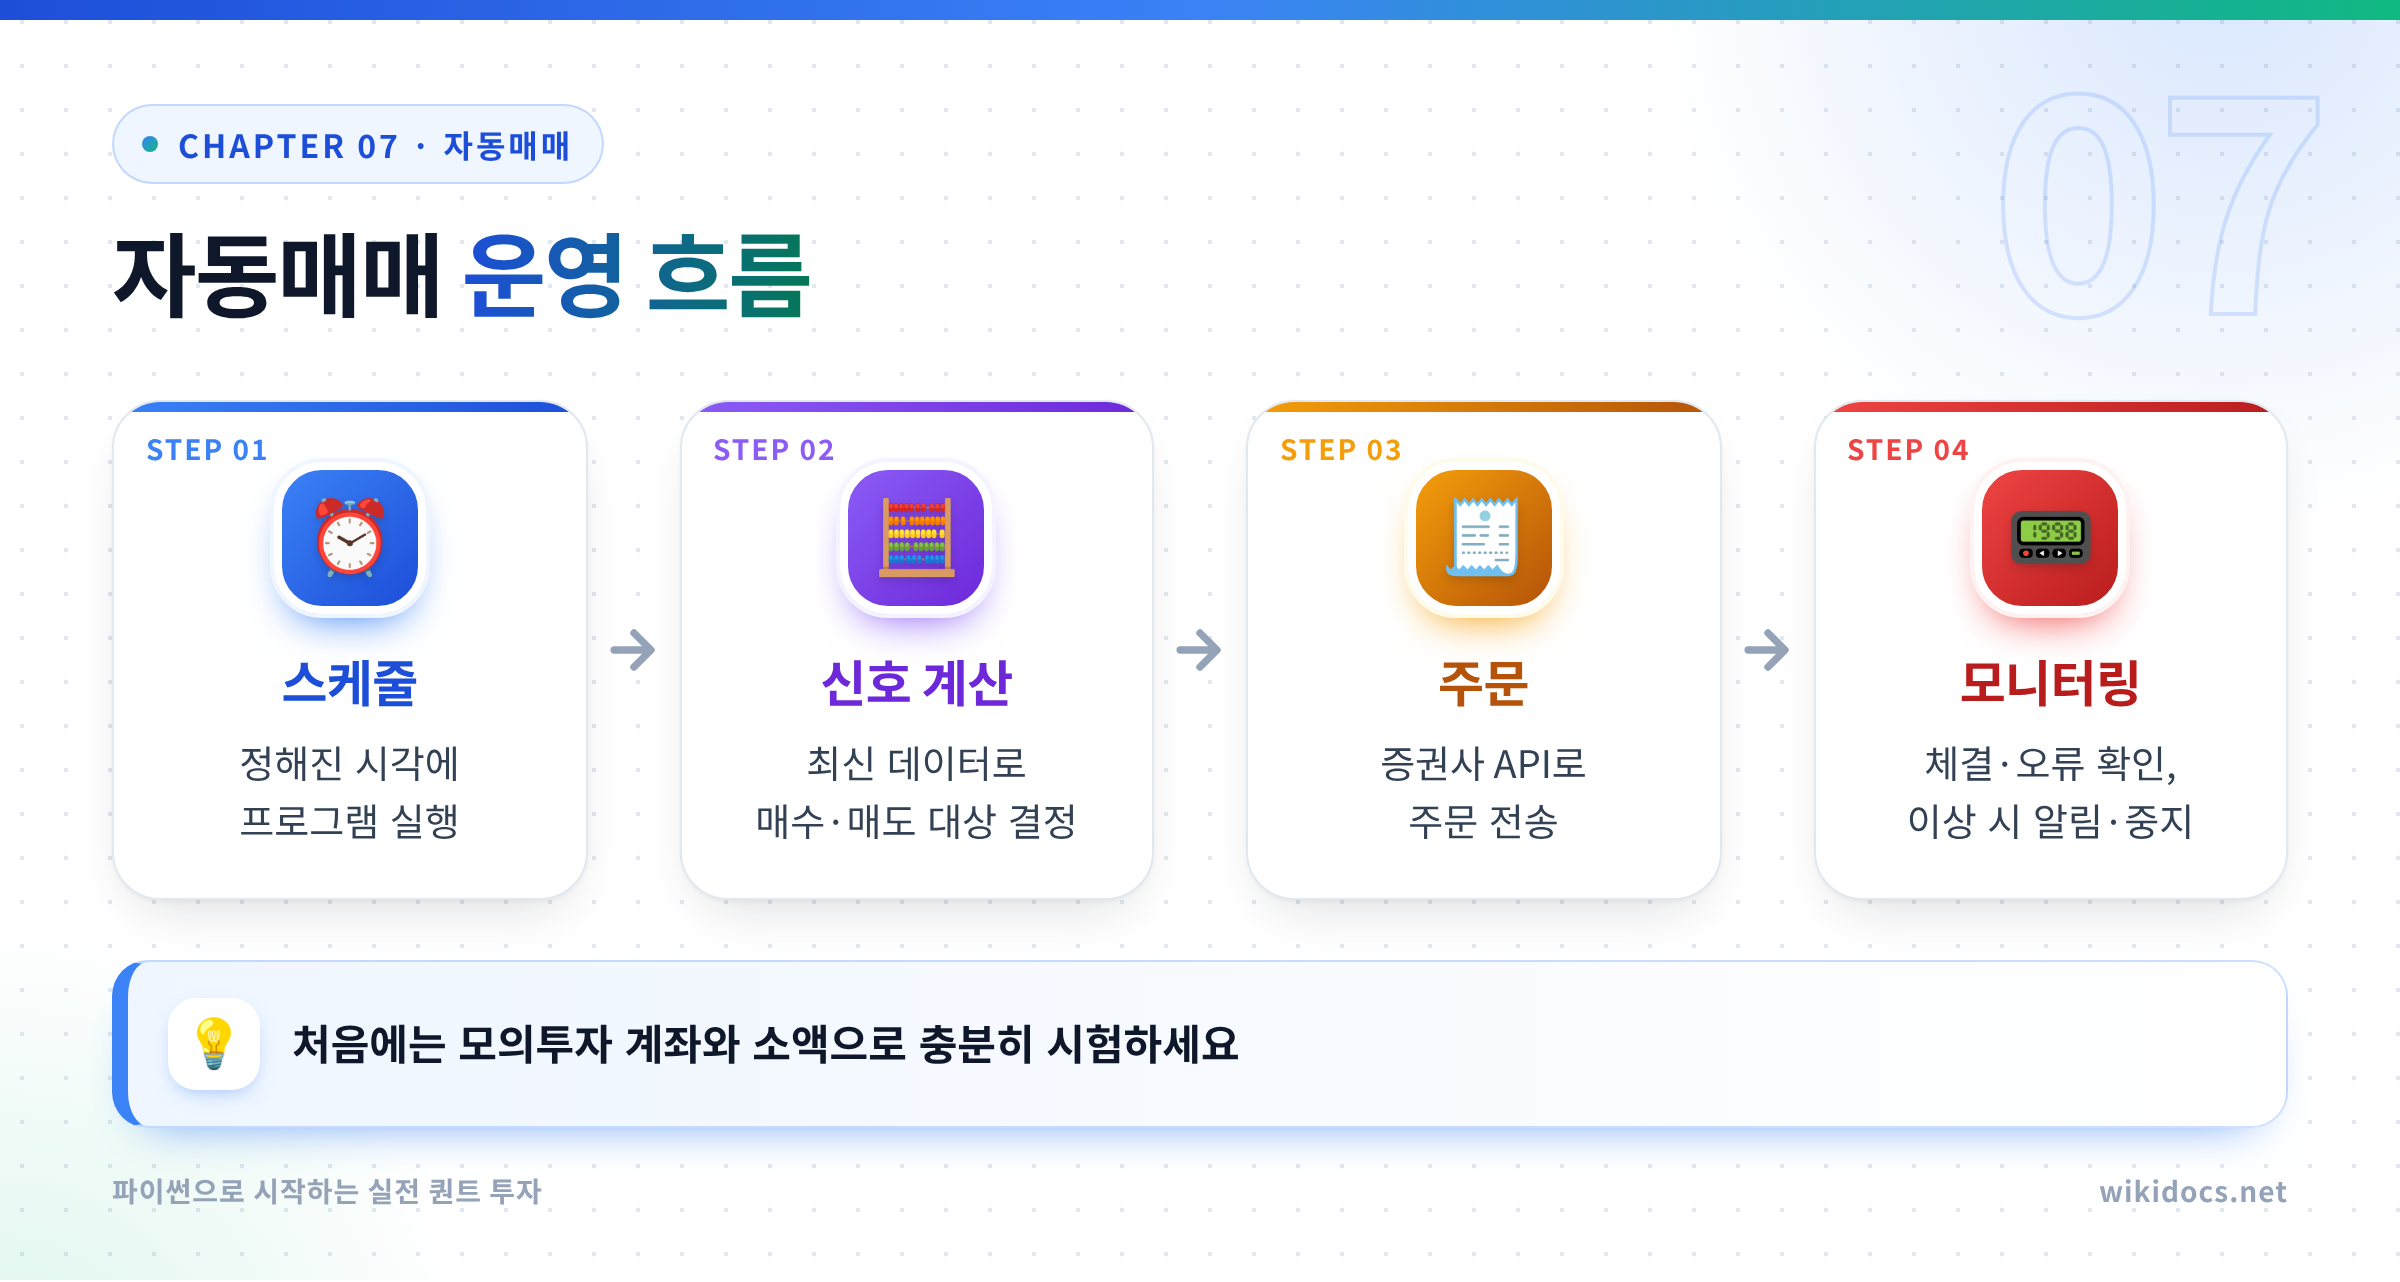 CHAPTER 07 · 자동매매
07
자동매매 운영 흐름
STEP 01
스케줄
정해진 시각에
프로그램 실행
STEP 02
신호 계산
최신 데이터로
매수·매도 대상 결정
STEP 03
주문
증권사 API로
주문 전송
STEP 04
1998
모니터링
체결·오류 확인,
이상 시 알림·중지
처음에는 모의투자 계좌와 소액으로 충분히 시험하세요
파이썬으로 시작하는 실전 퀀트 투자
wikidocs.net